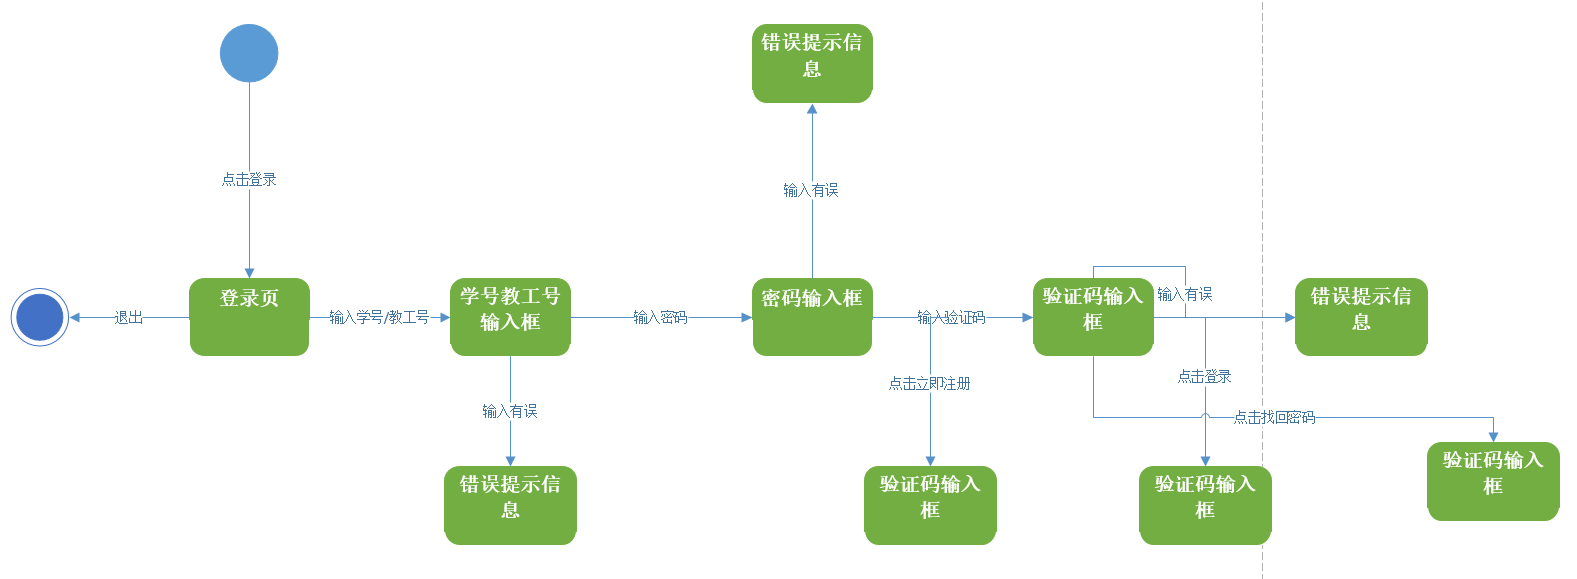 错误提示信
息
点击登录
输入有误
退出
登录页
输入学号/教工号
学号教工号
输入框
输入密码
密码输入框
输入验证码
验证码输入
框
输入有误
错误提示信
息
输入有误
点击立即注册
点击登录
点击找回密码
错误提示信
息
验证码输入
框
验证码输入
框
验证码输入
框